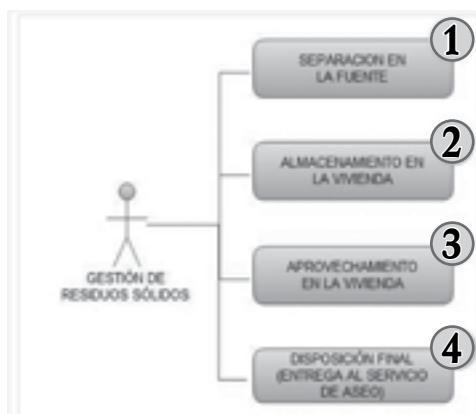 1
SEPARACION EN
LA FUENTE
2
ALMACENAMIENTO EN
LA VIVIENDA
3
APROVECHAMIENTO
EN LA VIVIENDA
GESTIÓN DE
RESIDUOS SÓLIDOS
4
DISPOSICIÓN FINAL
(ENTREGA AL SERVICIO
DE ASEO)